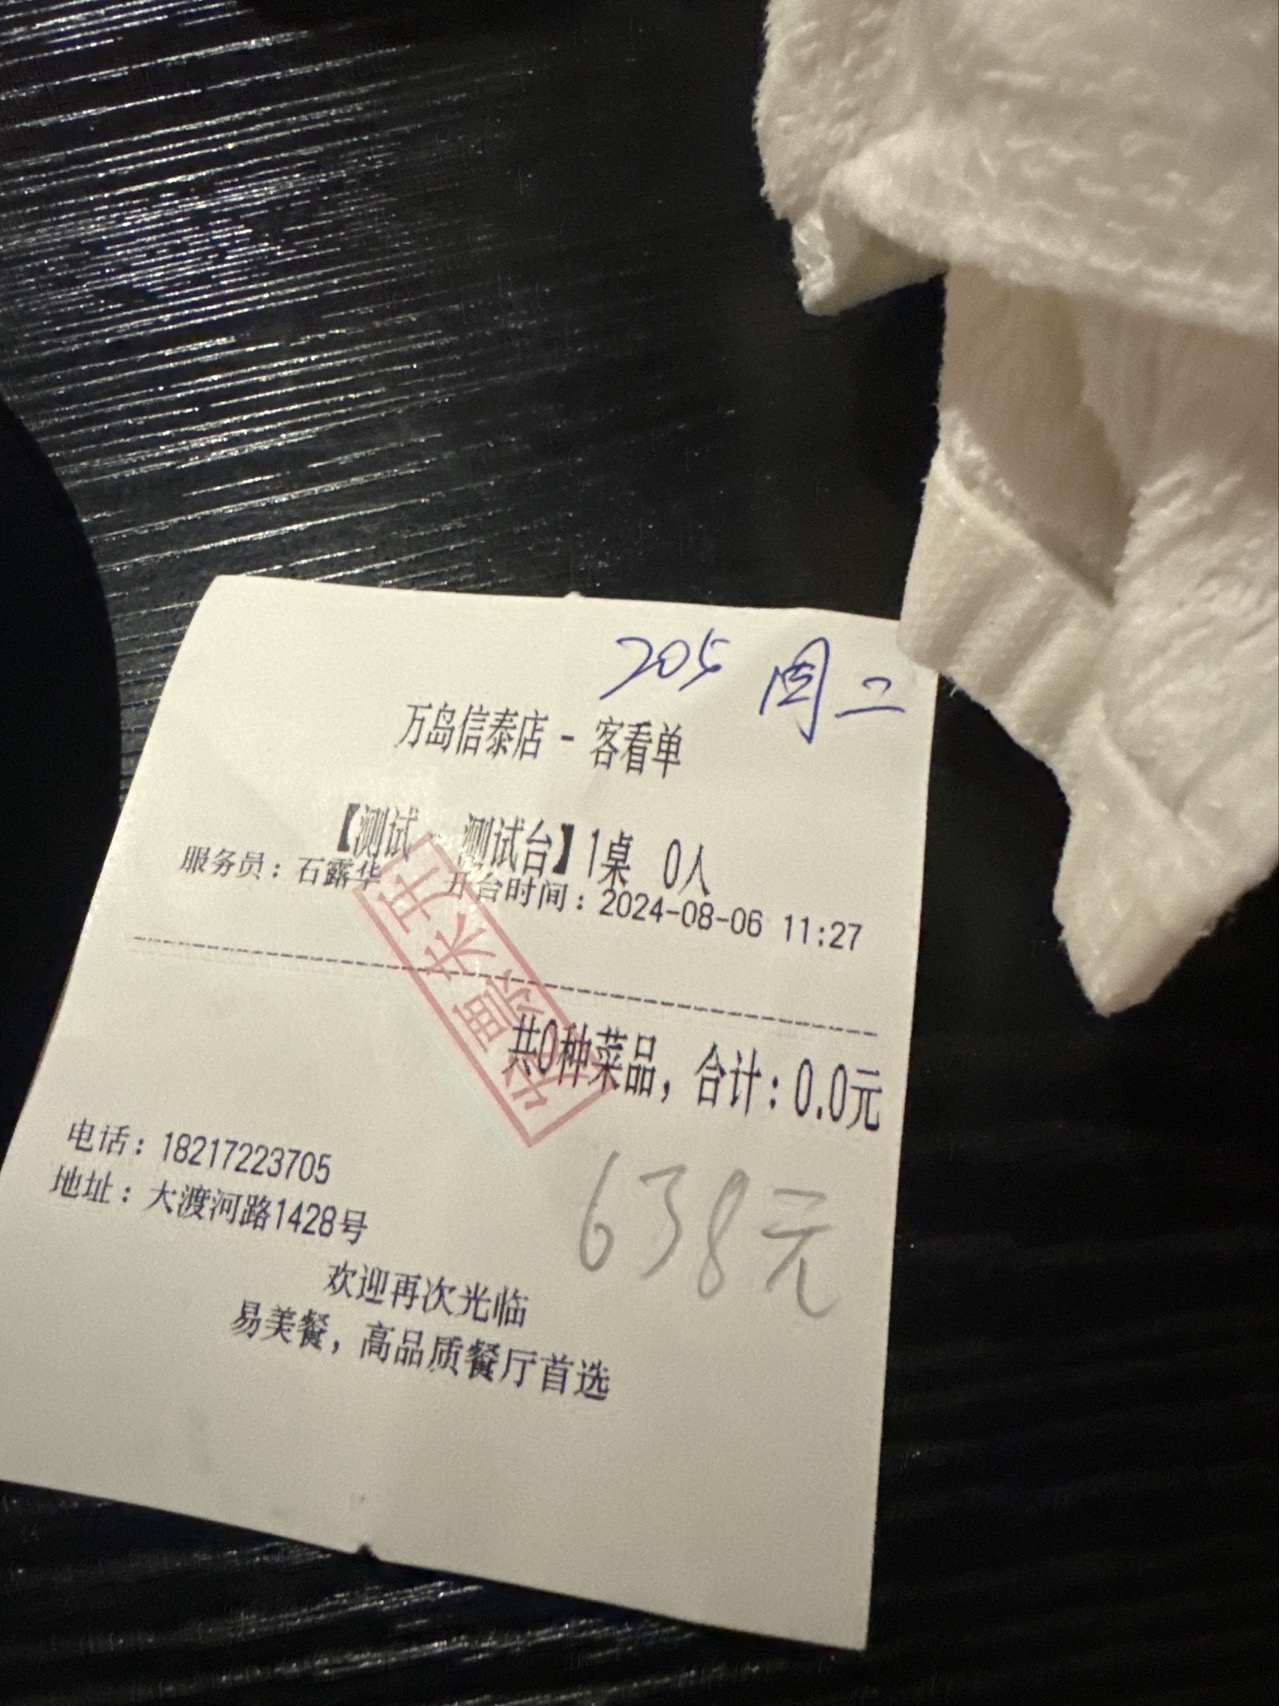 205 周二
万岛信泰店 - 客看单
【测试 - 测试台】1桌 0人
服务员：石露华 开台时间：2024-08-06 11:27
发票未开
共0种菜品，合计：0.0元
638元
电话：18217223705
地址：大渡河路1428号
欢迎再次光临
易美餐，高品质餐厅首选